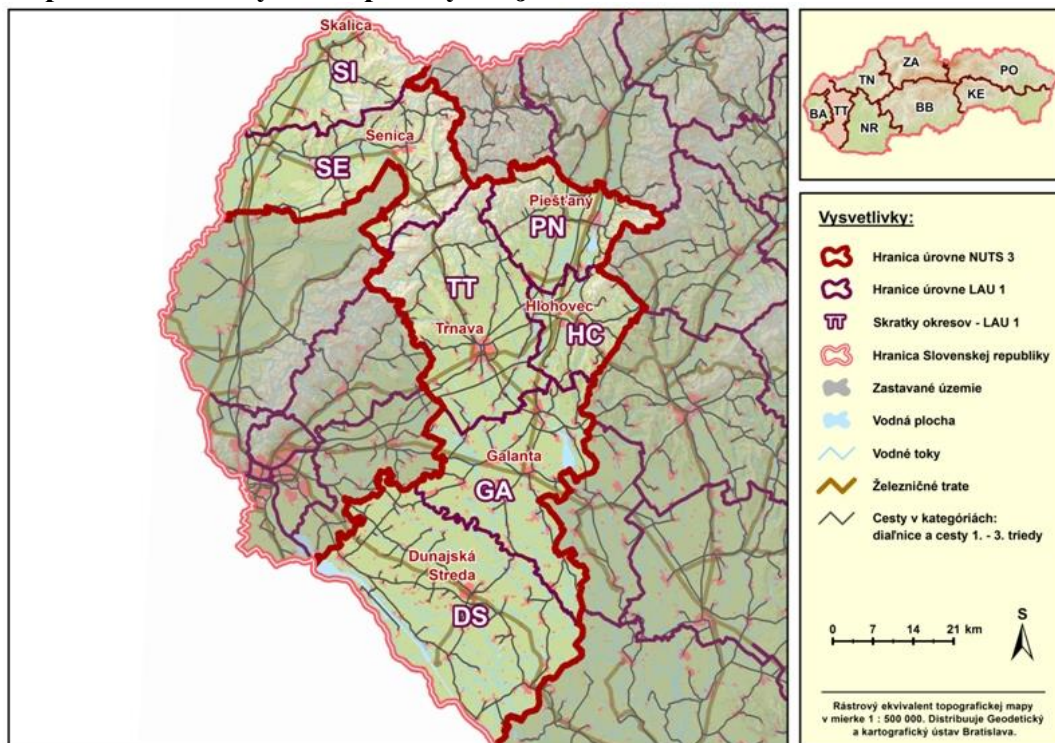 Skalica
SI
Senica
SE
Piešťany
PN
TT
Hlohovec
HC
Trnava
Galanta
GA
Dunajská
Streda
DS
ZA
PO
TN
KE
BA
TT
BB
NR
Vysvetlivky:
Hranica úrovne NUTS 3
Hranice úrovne LAU 1
TT Skratky okresov - LAU 1
Hranica Slovenskej republiky
Zastavané územie
Vodná plocha
Vodné toky
Železničné trate
Cesty v kategóriách:
diaľnice a cesty 1. - 3. triedy
S
0 7 14 21 km
Rástrový ekvivalent topografickej mapy
v mierke 1 : 500 000. Distribuuje Geodetický
a kartografický ústav Bratislava.